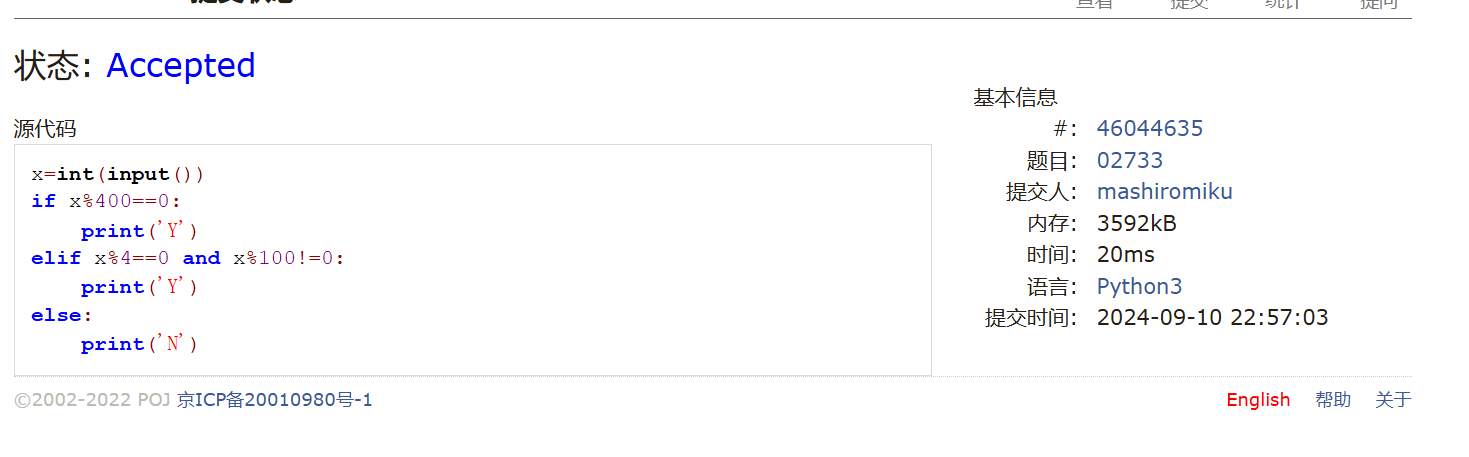 提交状态
查看 提交 统计 提问
状态: Accepted
源代码
x=int(input())
if x%400==0:
    print('Y')
elif x%4==0 and x%100!=0:
    print('Y')
else:
    print('N')
基本信息
#: 46044635
题目: 02733
提交人: mashiromiku
内存: 3592kB
时间: 20ms
语言: Python3
提交时间: 2024-09-10 22:57:03
©2002-2022 POJ 京ICP备20010980号-1
English 帮助 关于